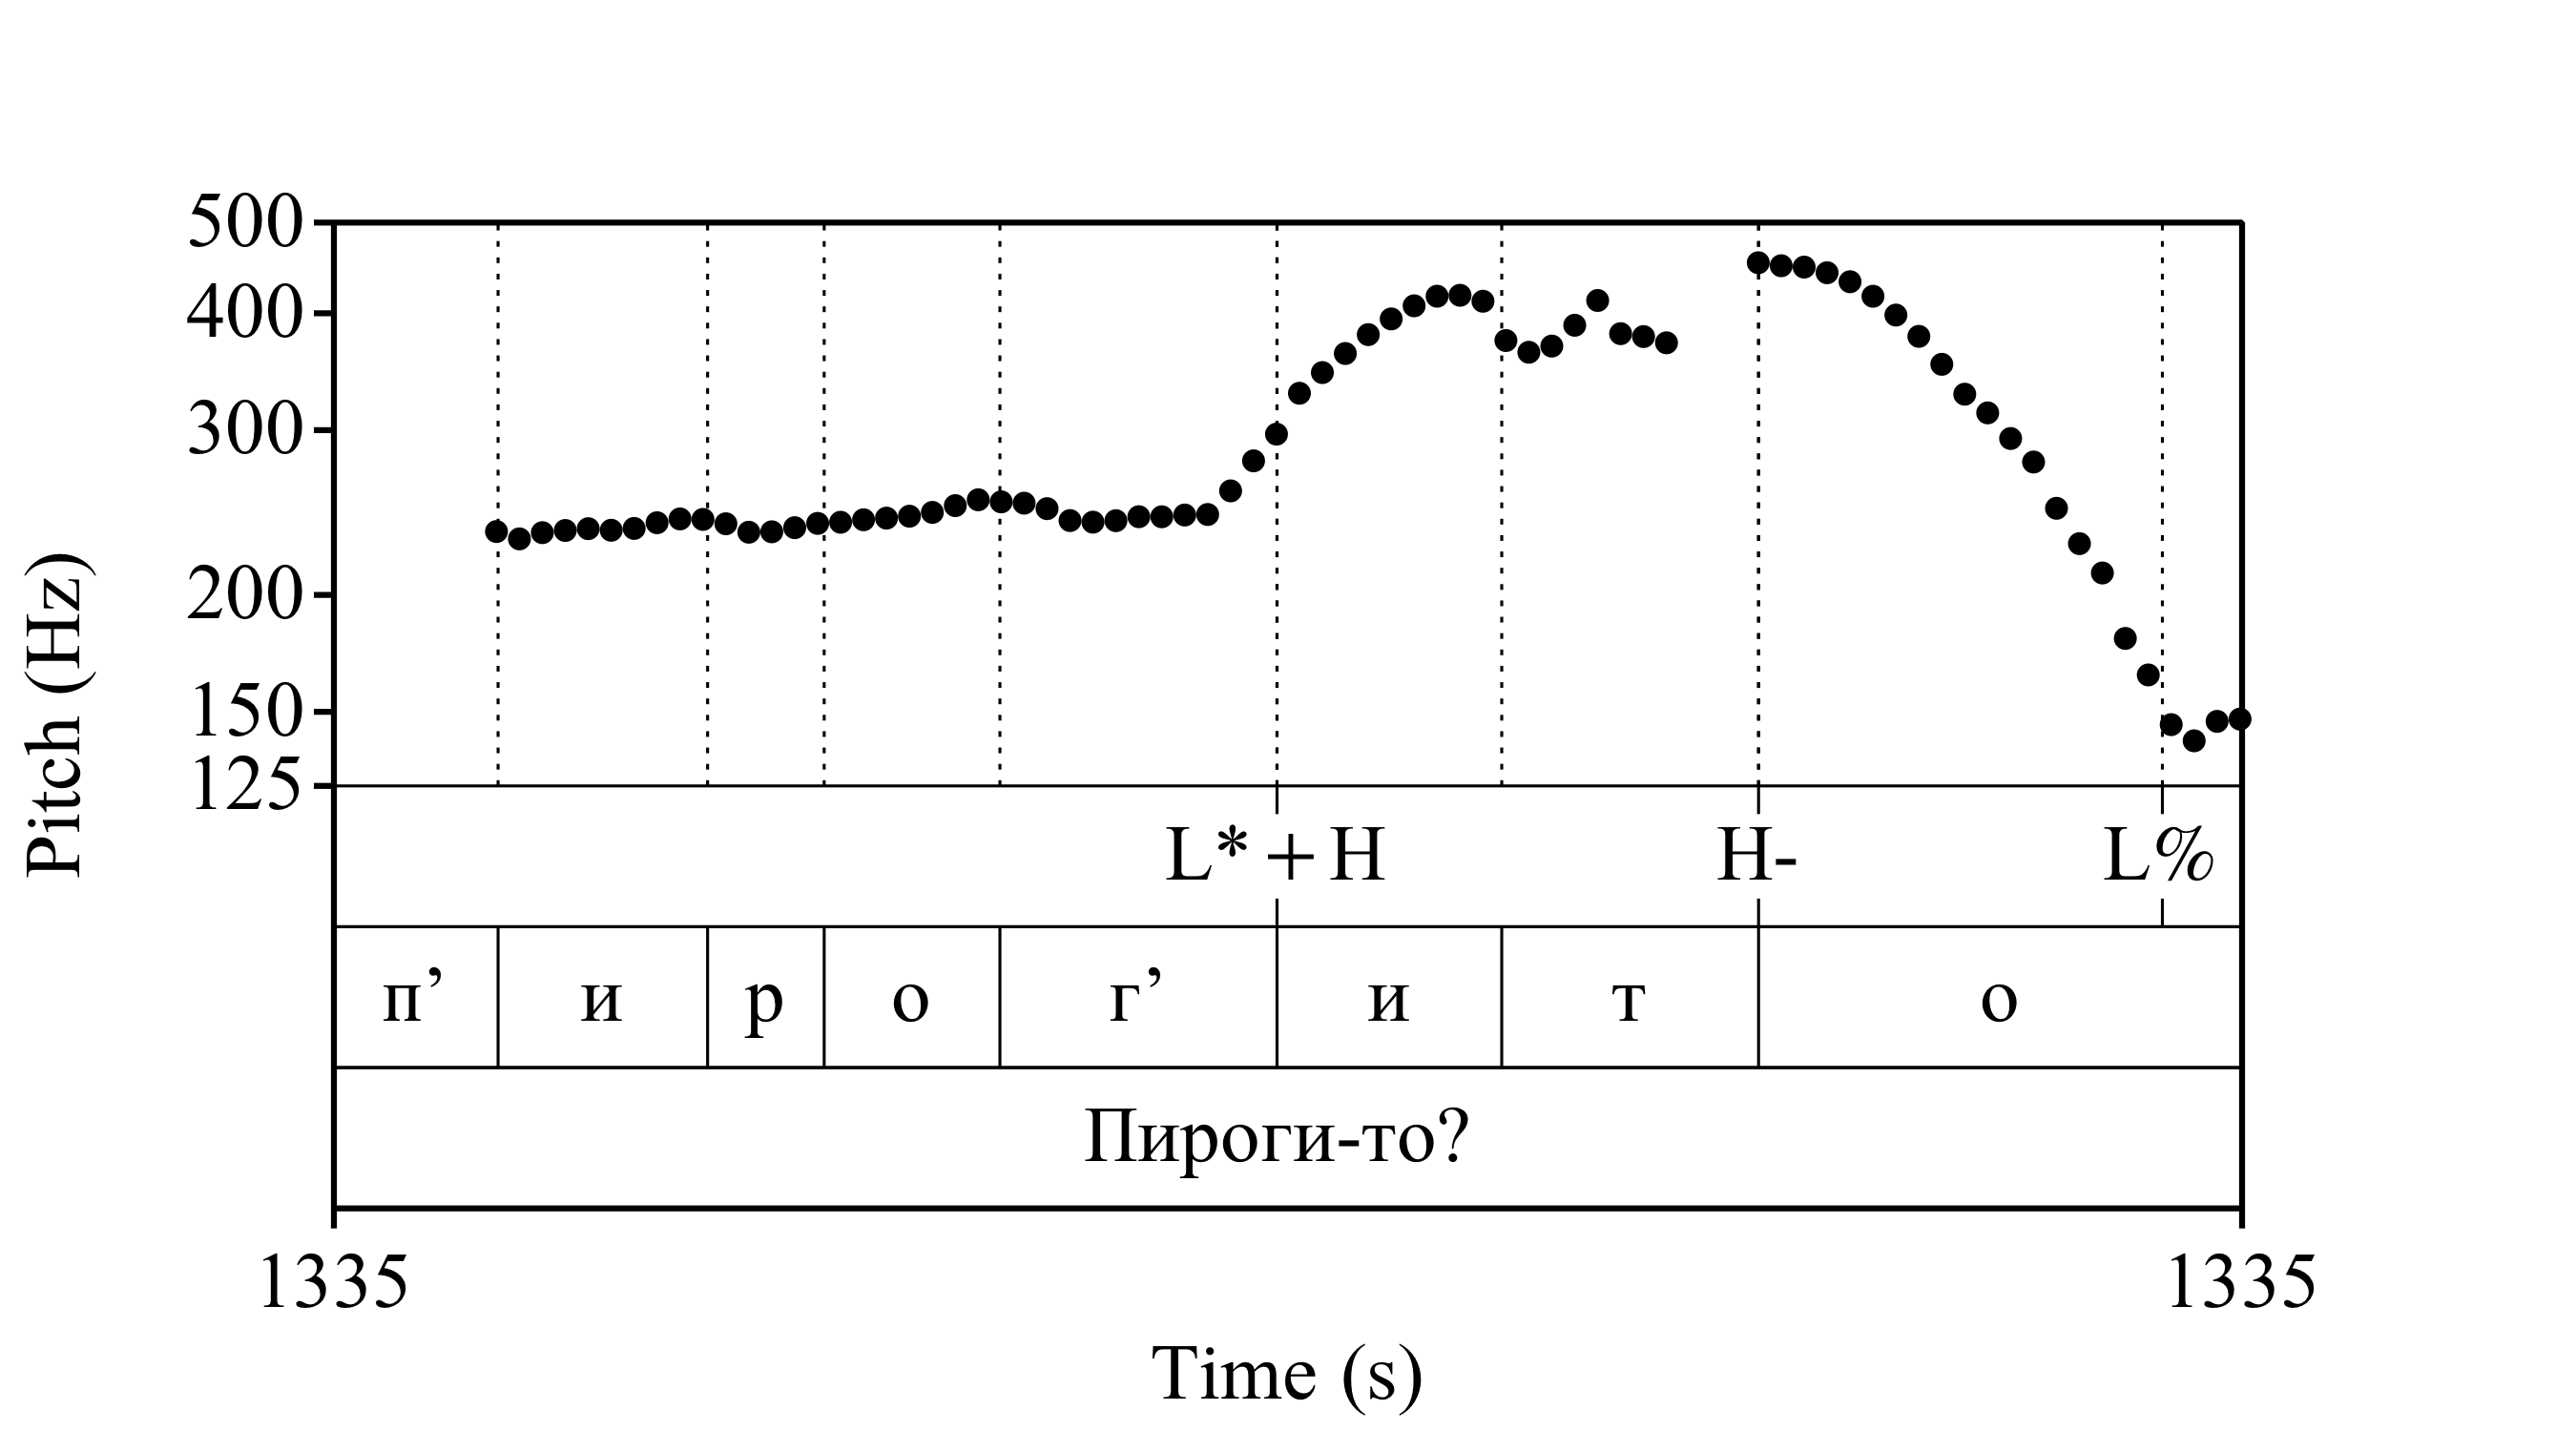 500
400
300
200
150
125
Pitch (Hz)
L* + H H- L%
п’ и р о г’ и т о
Пироги-то?
1335 1335
Time (s)